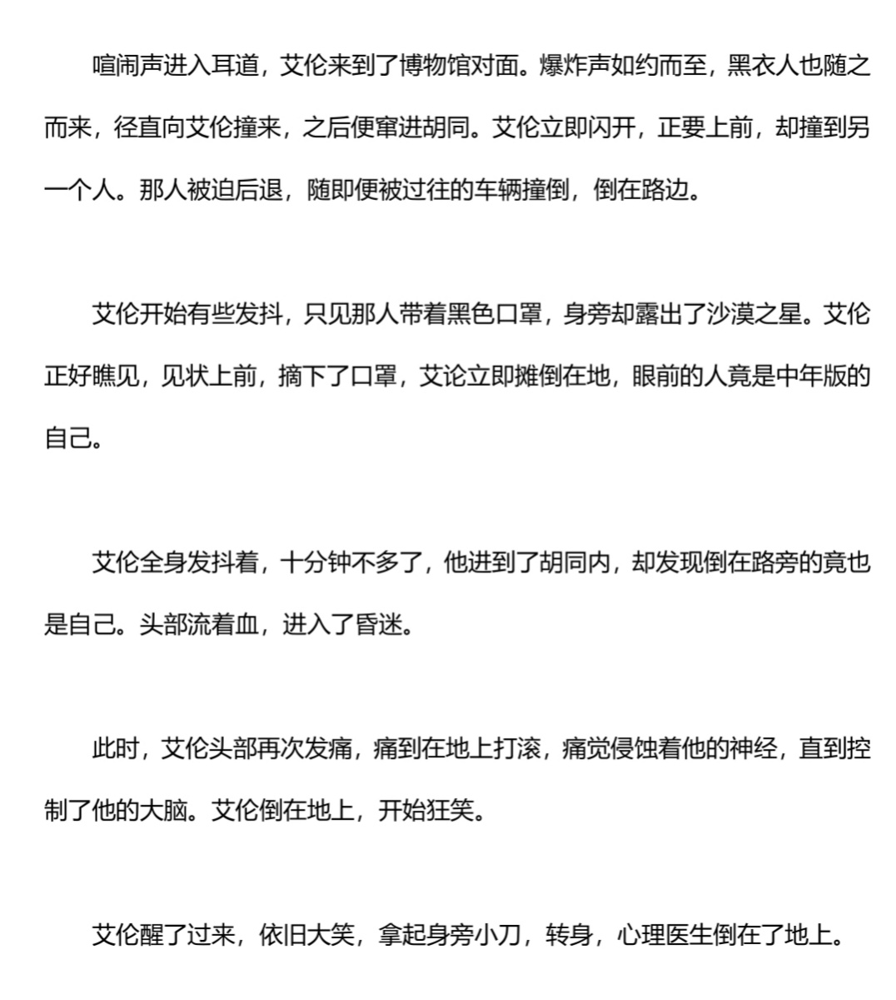 喧闹声进入耳道，艾伦来到了博物馆对面。爆炸声如约而至，黑衣人也随之
而来，径直向艾伦撞来，之后便窜进胡同。艾伦立即闪开，正要上前，却撞到另
一个人。那人被迫后退，随即便被过往的车辆撞倒，倒在路边。
艾伦开始有些发抖，只见那人带着黑色口罩，身旁却露出了沙漠之星。艾伦
正好瞧见，见状上前，摘下了口罩，艾论立即摊倒在地，眼前的人竟是中年版的
自己。
艾伦全身发抖着，十分钟不多了，他进到了胡同内，却发现倒在路旁的竟也
是自己。头部流着血，进入了昏迷。
此时，艾伦头部再次发痛，痛到在地上打滚，痛觉侵蚀着他的神经，直到控
制了他的大脑。艾伦倒在地上，开始狂笑。
艾伦醒了过来，依旧大笑，拿起身旁小刀，转身，心理医生倒在了地上。